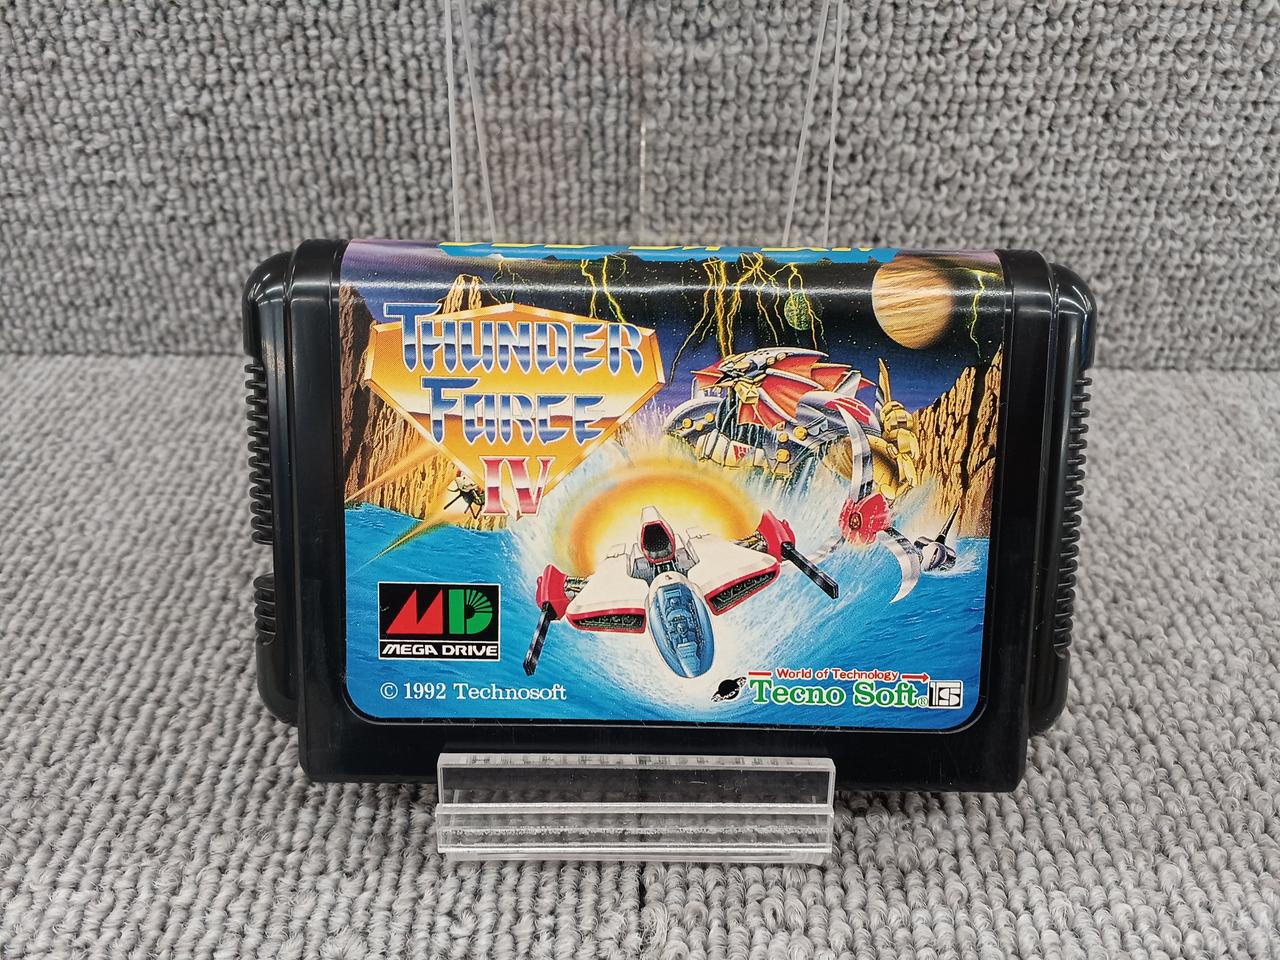 THUNDER
FORCE
IV
MD
MEGA DRIVE
© 1992 Technosoft
World of Technology
Tecno Soft®